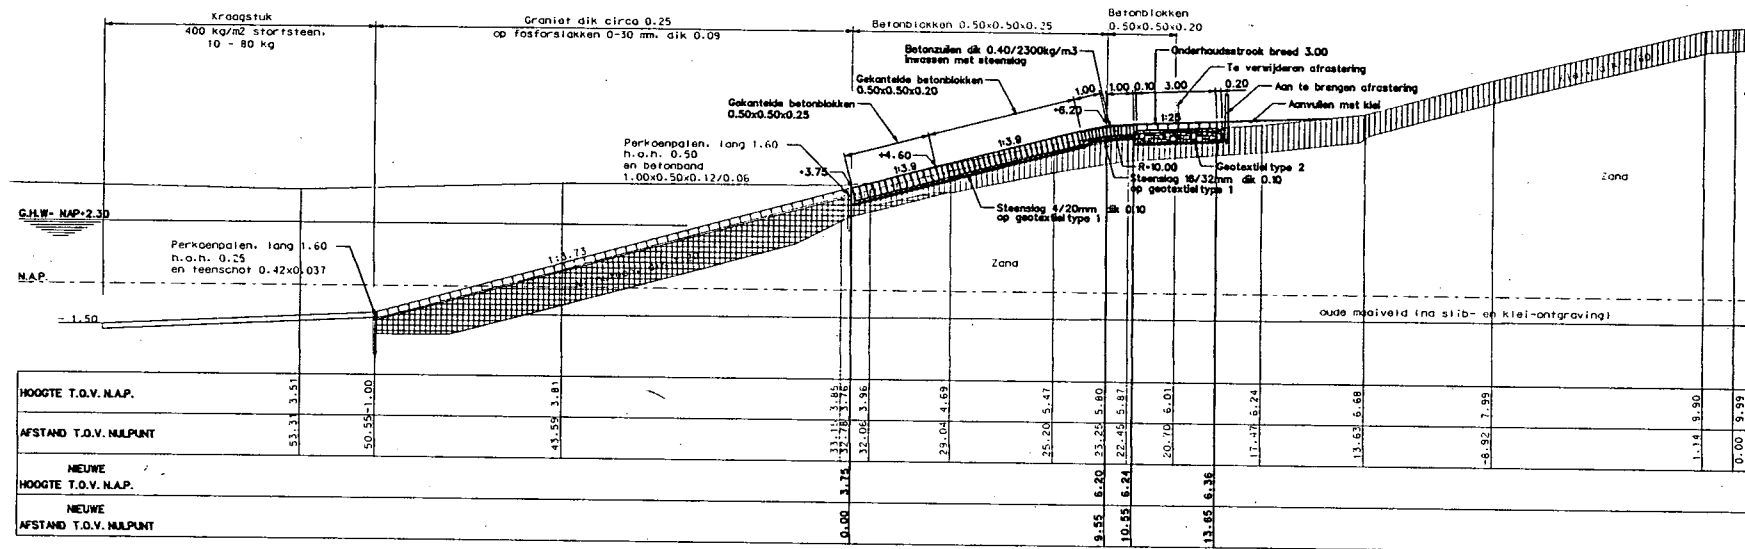 Kraagstuk
400 kg/m2 stortsteen,
10 - 80 kg
Graniet dik circa 0.25
op fosforslakken 0-30 mm, dik 0.09
Betonblokken 0.50x0.50x0.25
Betonblokken
0.50x0.50x0.20
Betonzuilen dik 0.40/2300kg/m3
Inwassen met steenslag
Onderhoudsstrook breed 3.00
Te verwijderen afrastering
Gekantelde betonblokken
0.50x0.50x0.20
1.00
1.00
0.10
3.00
0.20
Aan te brengen afrastering
Gekantelde betonblokken
0.50x0.50x0.25
+6.20
Aanvullen met klei
1:25
Perkoenpalen, lang 1.60
h.o.h. 0.50
en betonband
1.00x0.50x0.12/0.06
+3.75
+4.60
1:3.9
1:3.9
R=10.00
Geotextiel type 2
Steenslag 16/32mm dik 0.10
op geotextiel type 1
Zand
Steenslag 4/20mm dik 0.10
op geotextiel type 1
G.H.W- NAP+2.30
Perkoenpalen, lang 1.60
h.o.h. 0.25
en teenschot 0.42x0.037
1:3.73
Zand
N.A.P.
- 1.50
oude maaiveld (na slib- en klei-ontgraving)
HOOGTE T.O.V. N.A.P.
3.51
-1.00
3.81
3.85
3.76
3.96
4.69
5.47
5.80
5.87
6.01
6.24
6.68
7.99
9.90
9.99
AFSTAND T.O.V. NULPUNT
53.31
50.55
43.59
33.15
32.78
32.06
29.04
25.20
23.25
22.45
20.70
17.47
13.63
-8.92
1.14
0.00
NIEUWE
HOOGTE T.O.V. N.A.P.
3.75
6.20
6.24
6.36
NIEUWE
AFSTAND T.O.V. NULPUNT
0.00
9.55
10.55
13.65